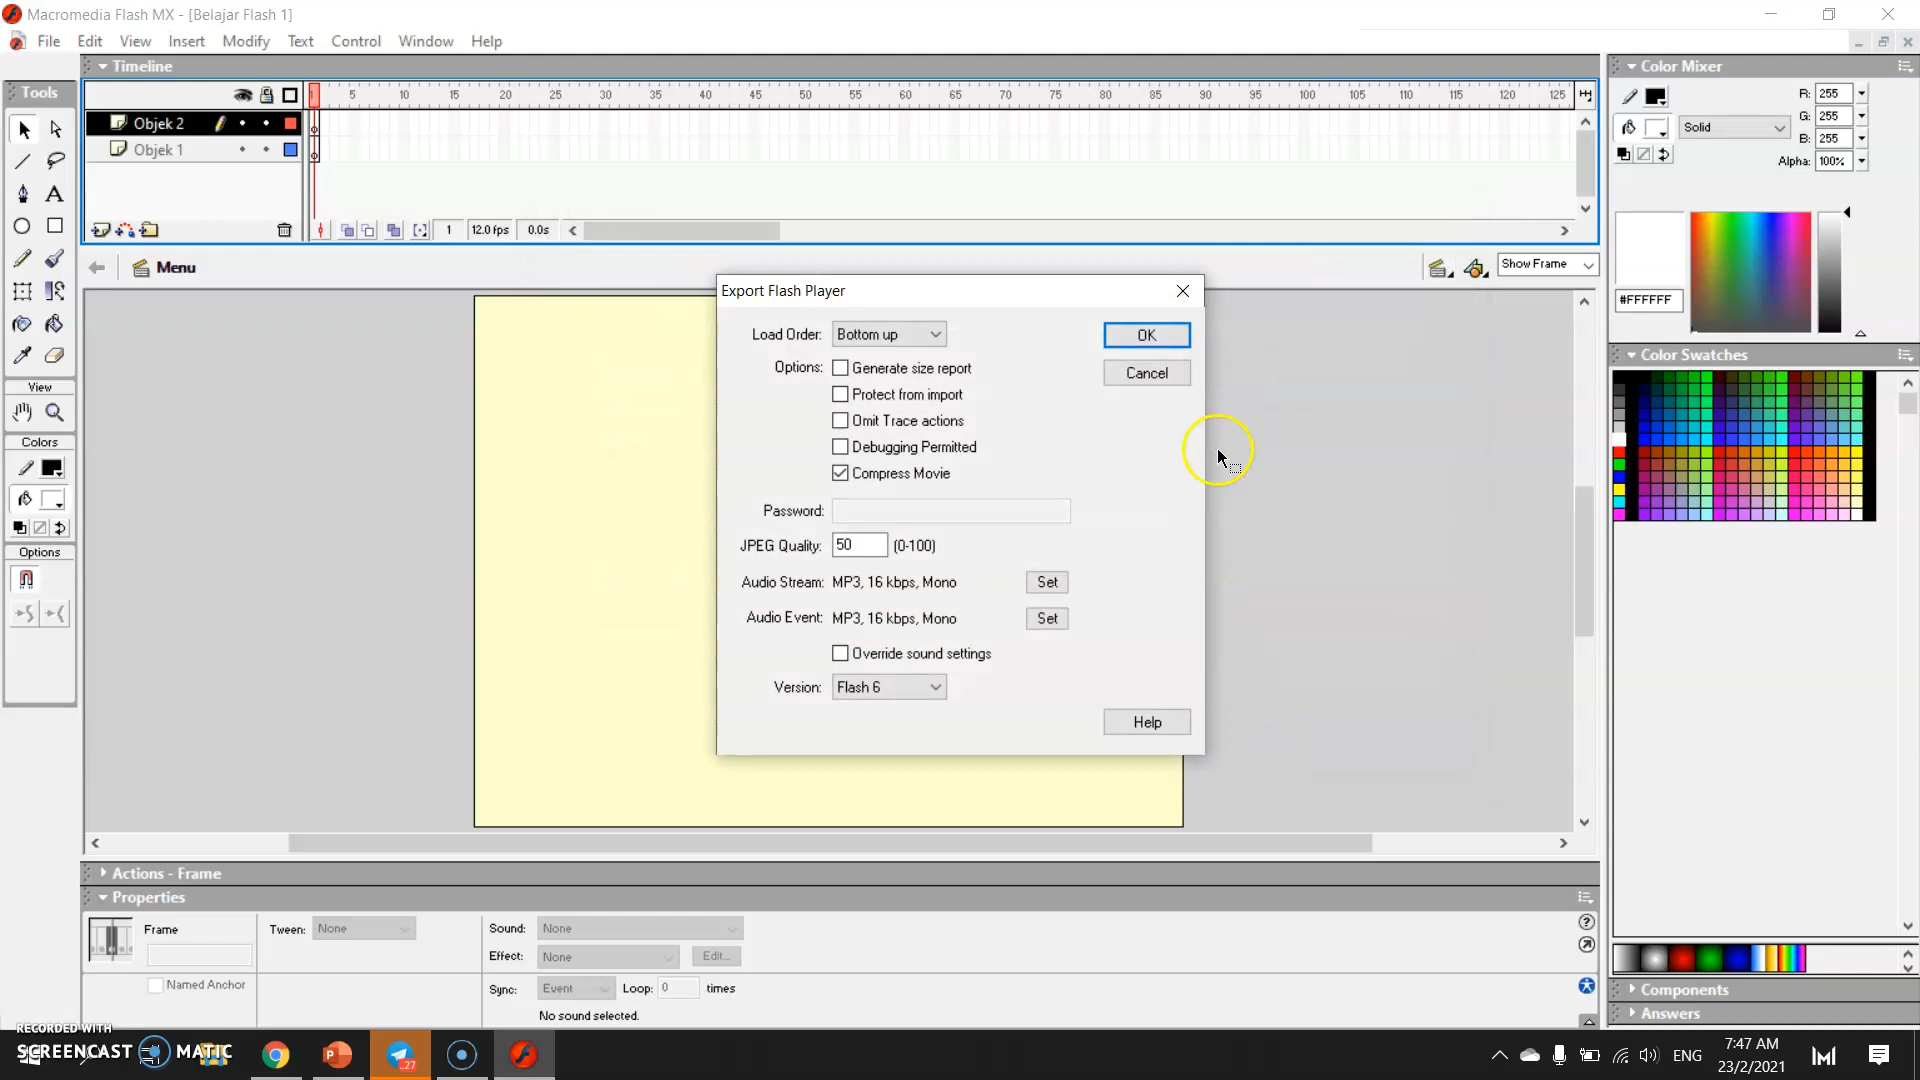 Macromedia Flash MX - [Belajar Flash 1]
File Edit View Insert Modify Text Control Window Help
Timeline
Tools
1 5 10 15 20 25 30 35 40 45 50 55 60 65 70 75 80 85 90 95 100 105 110 115 120 125
Objek 2
Objek 1
1 12.0 fps 0.0s
Menu
Show Frame
View
Colors
Options
Export Flash Player
Load Order: Bottom up
OK
Options: Generate size report
Cancel
Protect from import
Omit Trace actions
Debugging Permitted
Compress Movie
Password:
JPEG Quality: 50 (0-100)
Audio Stream: MP3, 16 kbps, Mono Set
Audio Event: MP3, 16 kbps, Mono Set
Override sound settings
Version: Flash 6
Help
Color Mixer
R: 255
Solid
G: 255
B: 255
Alpha: 100%
#FFFFFF
Color Swatches
Components
Answers
Actions - Frame
Properties
Frame
Tween: None
Sound: None
Effect: None Edit...
Named Anchor
Sync: Event Loop: 0 times
No sound selected.
RECORDED WITH
SCREENCAST MATIC
27
ENG
7:47 AM
23/2/2021